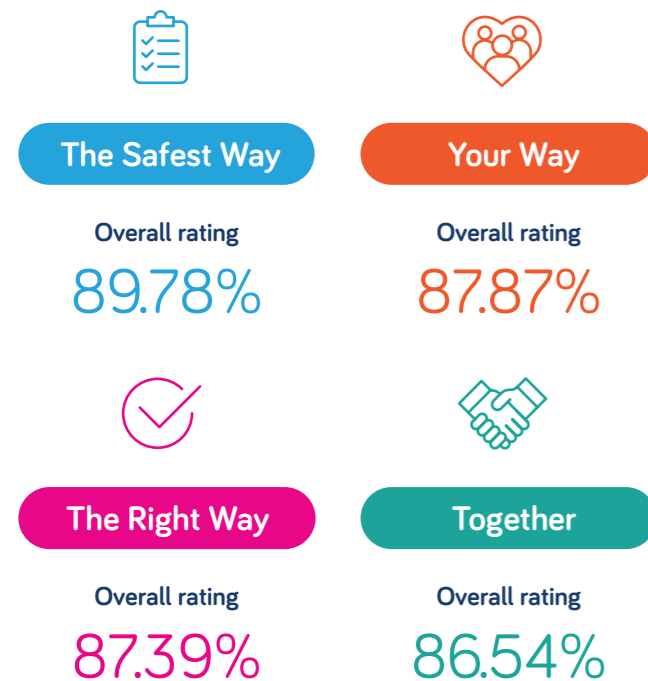 The Safest Way
Your Way
Overall rating
Overall rating
89.78%
87.87%
The Right Way
Together
Overall rating
Overall rating
87.39%
86.54%